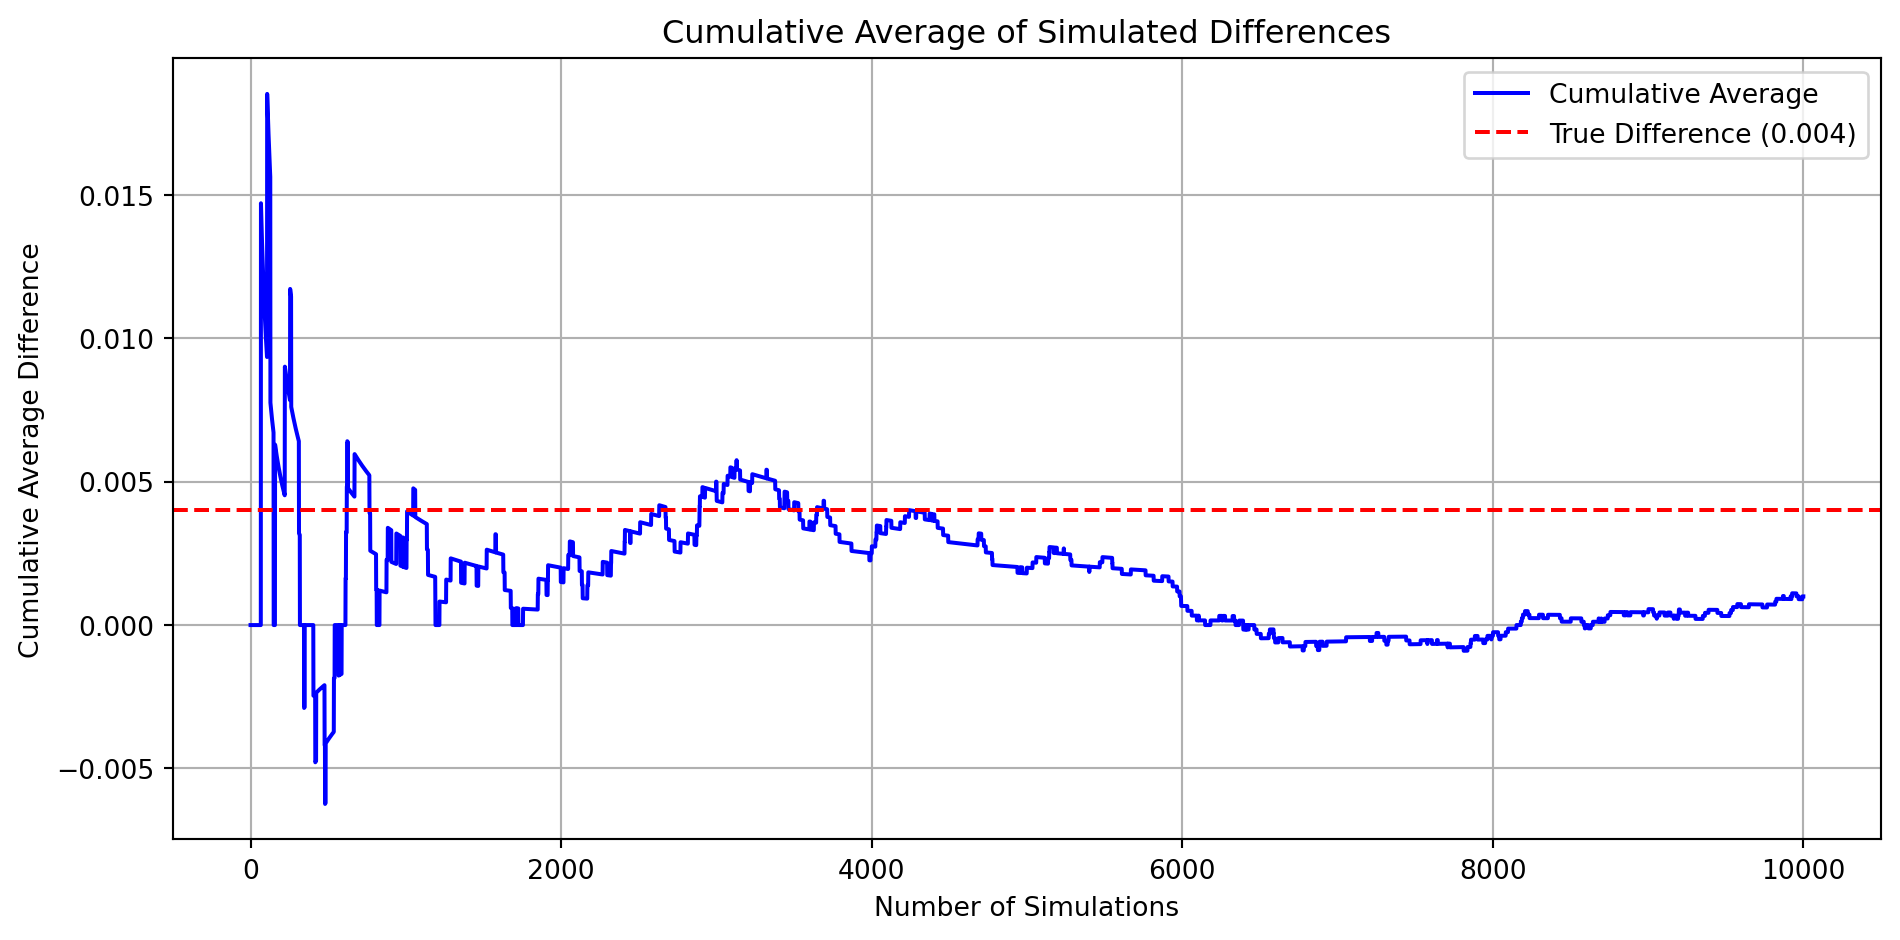 Cumulative Average of Simulated Differences
Cumulative Average
True Difference (0.004)
Cumulative Average Difference
0.015
0.010
0.005
0.000
−0.005
0
2000
4000
6000
8000
10000
Number of Simulations